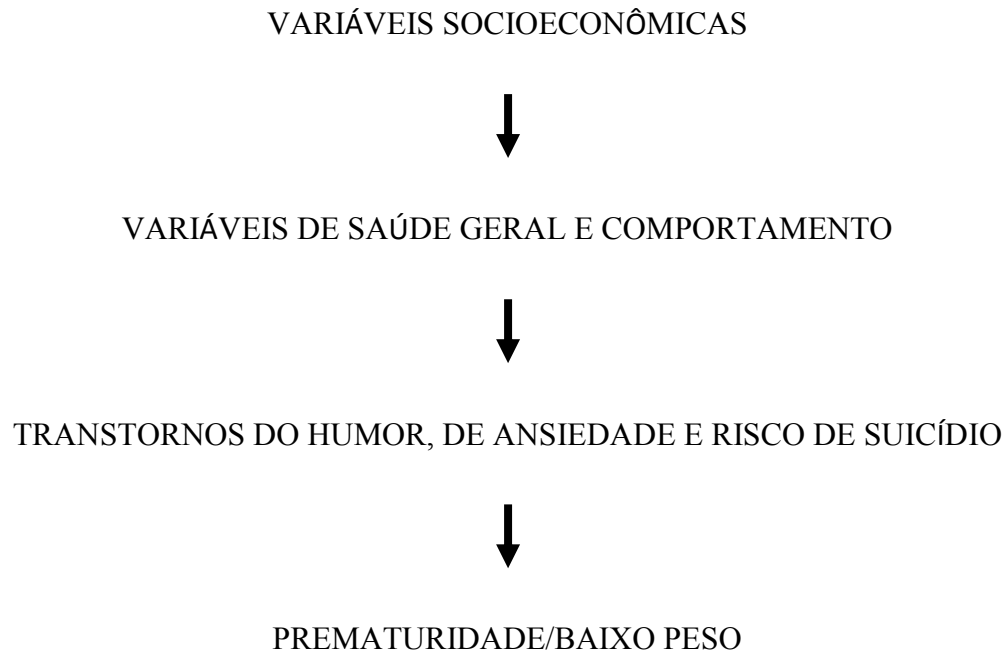 VARIÁVEIS SOCIOECONÔMICAS
VARIÁVEIS DE SAÚDE GERAL E COMPORTAMENTO
TRANSTORNOS DO HUMOR, DE ANSIEDADE E RISCO DE SUICÍDIO
PREMATURIDADE/BAIXO PESO